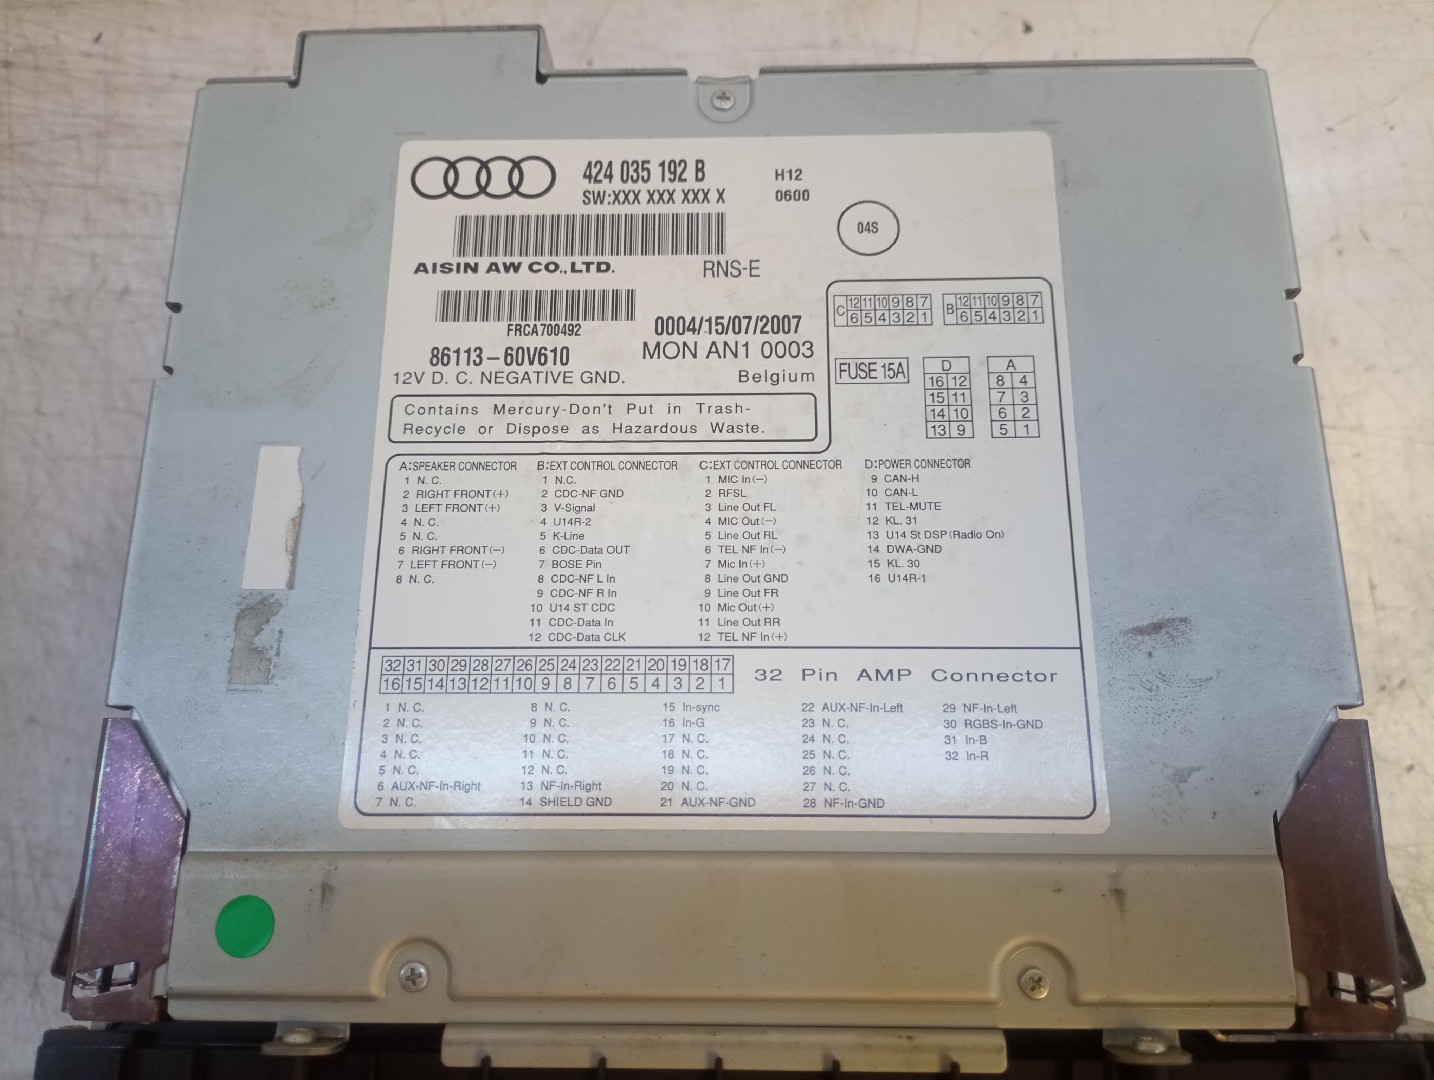 424 035 192 B
SW:XXX XXX XXX X
H12
0600
04S
AISIN AW CO.,LTD.
RNS-E
FRCA700492
86113-60V610
0004/15/07/2007
MON AN1 0003
12V D. C. NEGATIVE GND.
Belgium
Contains Mercury-Don't Put in Trash-
Recycle or Dispose as Hazardous Waste.
C 12 11 10 9 8 7
6 5 4 3 2 1
B 12 11 10 9 8 7
6 5 4 3 2 1
FUSE 15A
D
16 12
15 11
14 10
13 9
A
8 4
7 3
6 2
5 1
A:SPEAKER CONNECTOR
1 N. C.
2 RIGHT FRONT(+)
3 LEFT FRONT(+)
4 N. C.
5 N. C.
6 RIGHT FRONT(-)
7 LEFT FRONT(-)
8 N. C.
B:EXT CONTROL CONNECTOR
1 N.C.
2 CDC-NF GND
3 V-Signal
4 U14R-2
5 K-Line
6 CDC-Data OUT
7 BOSE Pin
8 CDC-NF L In
9 CDC-NF R In
10 U14 ST CDC
11 CDC-Data In
12 CDC-Data CLK
C:EXT CONTROL CONNECTOR
1 MIC In(-)
2 RFSL
3 Line Out FL
4 MIC Out(-)
5 Line Out RL
6 TEL NF In(-)
7 Mic In(+)
8 Line Out GND
9 Line Out FR
10 Mic Out(+)
11 Line Out RR
12 TEL NF In(+)
D:POWER CONNECTOR
9 CAN-H
10 CAN-L
11 TEL-MUTE
12 KL. 31
13 U14 St DSP(Radio On)
14 DWA-GND
15 KL. 30
16 U14R-1
32 31 30 29 28 27 26 25 24 23 22 21 20 19 18 17
16 15 14 13 12 11 10 9 8 7 6 5 4 3 2 1
32 Pin AMP Connector
1 N. C.
2 N. C.
3 N. C.
4 N. C.
5 N. C.
6 AUX-NF-In-Right
7 N. C.
8 N. C.
9 N. C.
10 N. C.
11 N. C.
12 N. C.
13 NF-In-Right
14 SHIELD GND
15 In-sync
16 In-G
17 N. C.
18 N. C.
19 N. C.
20 N. C.
21 AUX-NF-GND
22 AUX-NF-In-Left
23 N. C.
24 N. C.
25 N. C.
26 N. C.
27 N. C.
28 NF-In-GND
29 NF-In-Left
30 RGBS-In-GND
31 In-B
32 In-R